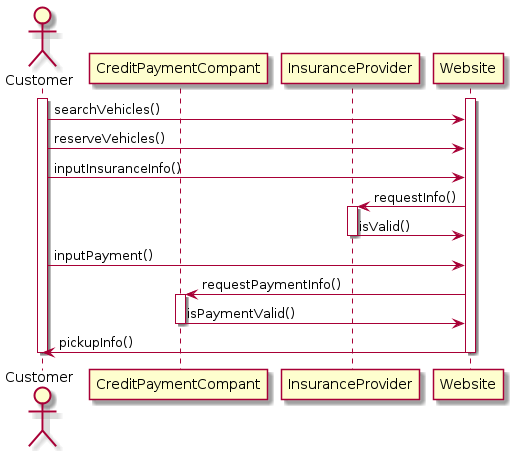 Customer
CreditPaymentCompant
InsuranceProvider
Website
searchVehicles()
reserveVehicles()
inputInsuranceInfo()
requestInfo()
isValid()
inputPayment()
requestPaymentInfo()
isPaymentValid()
pickupInfo()
Customer
CreditPaymentCompant
InsuranceProvider
Website